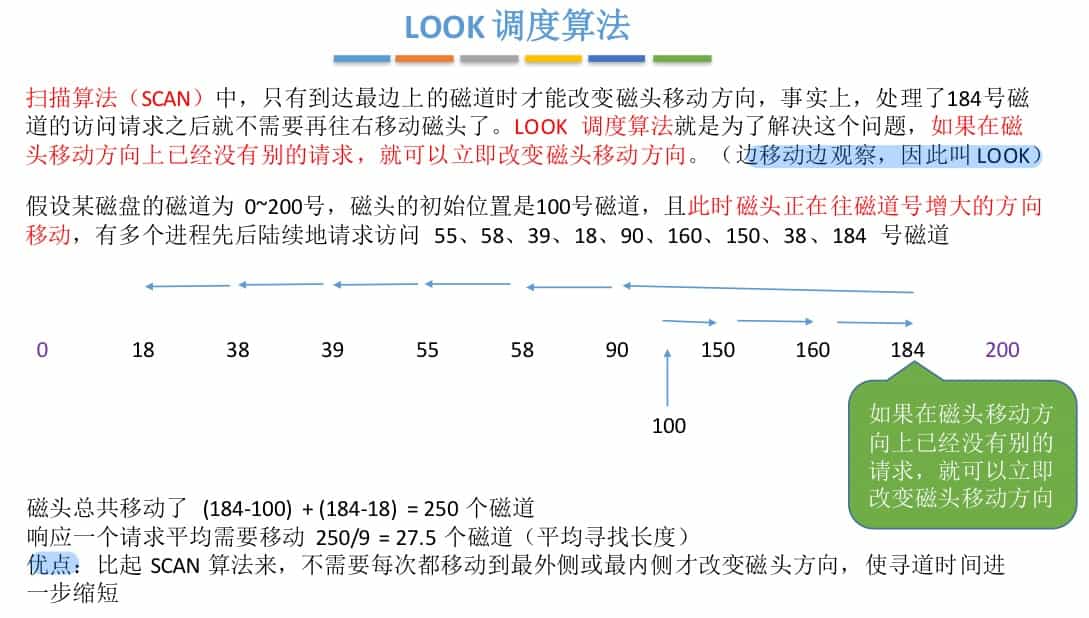 LOOK 调度算法
扫描算法（SCAN）中，只有到达最边上的磁道时才能改变磁头移动方向，事实上，处理了184号磁
道的访问请求之后就不需要再往右移动磁头了。LOOK 调度算法就是为了解决这个问题，如果在磁
头移动方向上已经没有别的请求，就可以立即改变磁头移动方向。（边移动边观察，因此叫 LOOK）
假设某磁盘的磁道为 0~200号，磁头的初始位置是100号磁道，且此时磁头正在往磁道号增大的方向
移动，有多个进程先后陆续地请求访问 55、58、39、18、90、160、150、38、184 号磁道
0 18 38 39 55 58 90 150 160 184 200
100
如果在磁头移动方
向上已经没有别的
请求，就可以立即
改变磁头移动方向
磁头总共移动了 (184-100) + (184-18) = 250 个磁道
响应一个请求平均需要移动 250/9 = 27.5 个磁道（平均寻找长度）
优点：比起 SCAN 算法来，不需要每次都移动到最外侧或最内侧才改变磁头方向，使寻道时间进
一步缩短